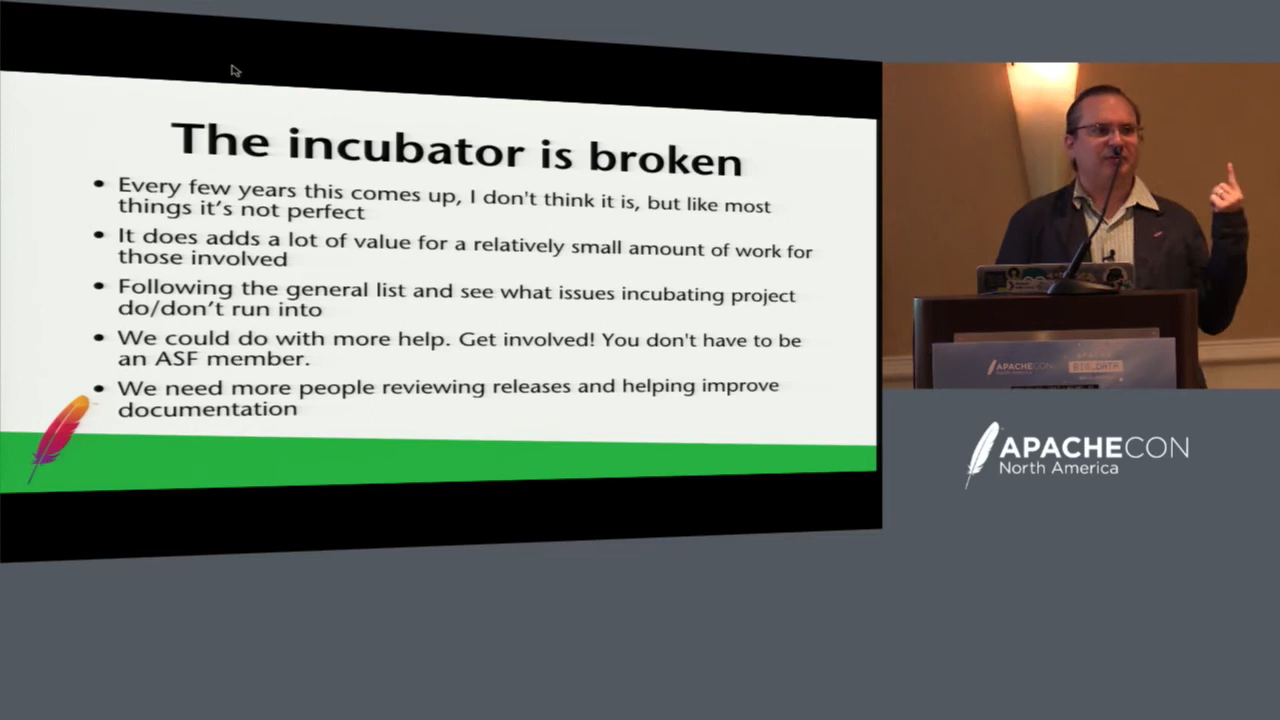 The incubator is broken
• Every few years this comes up, I don't think it is, but like most
things it's not perfect
• It does adds a lot of value for a relatively small amount of work for
those involved
• Following the general list and see what issues incubating project
do/don't run into
• We could do with more help. Get involved! You don't have to be
an ASF member.
• We need more people reviewing releases and helping improve
documentation
APACHECON
BIG_DATA
APACHECON
North America